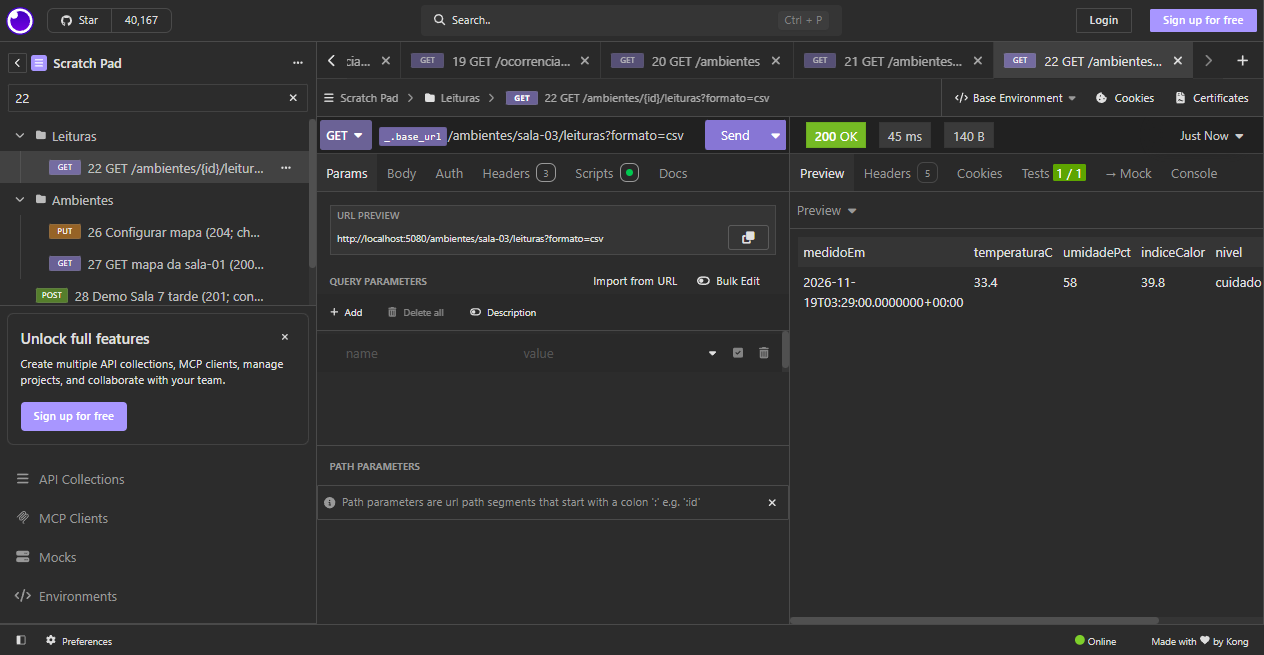 Star 40,167
Search.. Ctrl + P
Login
Sign up for free
Scratch Pad
22
Leituras
GET 22 GET /ambientes/{id}/leitur...
Ambientes
PUT 26 Configurar mapa (204; ch...
GET 27 GET mapa da sala-01 (200...
POST 28 Demo Sala 7 tarde (201; con...
Unlock full features
Create multiple API collections, MCP clients, manage
projects, and collaborate with your team.
Sign up for free
API Collections
MCP Clients
Mocks
Environments
Preferences
cia...
GET 19 GET /ocorrencia...
GET 20 GET /ambientes
GET 21 GET /ambientes...
GET 22 GET /ambientes...
Scratch Pad > Leituras > GET 22 GET /ambientes/{id}/leituras?formato=csv
</> Base Environment
Cookies
Certificates
GET _.base_url/ambientes/sala-03/leituras?formato=csv
Send
Params Body Auth Headers 3 Scripts Docs
URL PREVIEW
http://localhost:5080/ambientes/sala-03/leituras?formato=csv
QUERY PARAMETERS
Import from URL
Bulk Edit
+ Add
Delete all
Description
name value
PATH PARAMETERS
Path parameters are url path segments that start with a colon ':' e.g. ':id'
200 OK 45 ms 140 B
Just Now
Preview Headers 5 Cookies Tests 1 / 1 → Mock Console
Preview
medidoEm temperaturaC umidadePct indiceCalor nivel
2026-11- 33.4 58 39.8 cuidado
19T03:29:00.0000000+00:00
Online
Made with ♥ by Kong